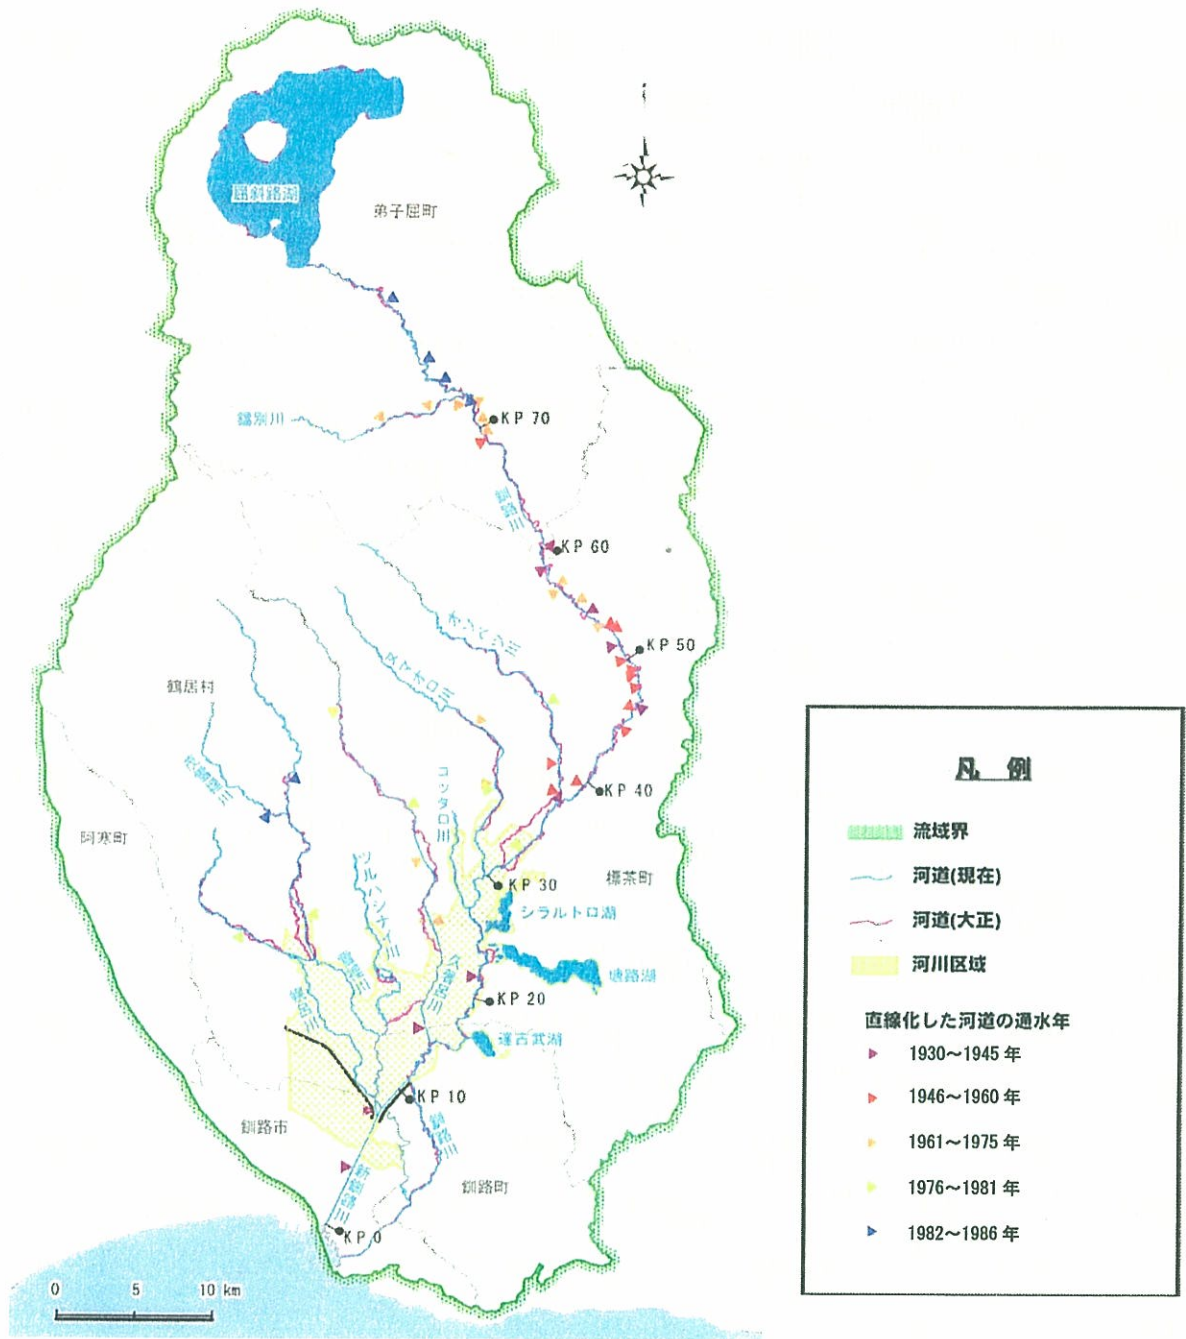 屈斜路湖
弟子屈町
鐺別川
KP 70
釧路川
KP 60
オソベツ川
KP 50
ヌマオロ川
鶴居村
コッタロ川
KP 40
阿寒町
KP 30
標茶町
シラルトロ湖
ツルハシナイ川
塘路湖
久著呂川
雪裡川
KP 20
達古武湖
KP 10
釧路川
釧路市
新釧路川
釧路町
KP 0
0 5 10 km
凡 例
流域界
河道(現在)
河道(大正)
河川区域
直線化した河道の通水年
1930～1945 年
1946～1960 年
1961～1975 年
1976～1981 年
1982～1986 年